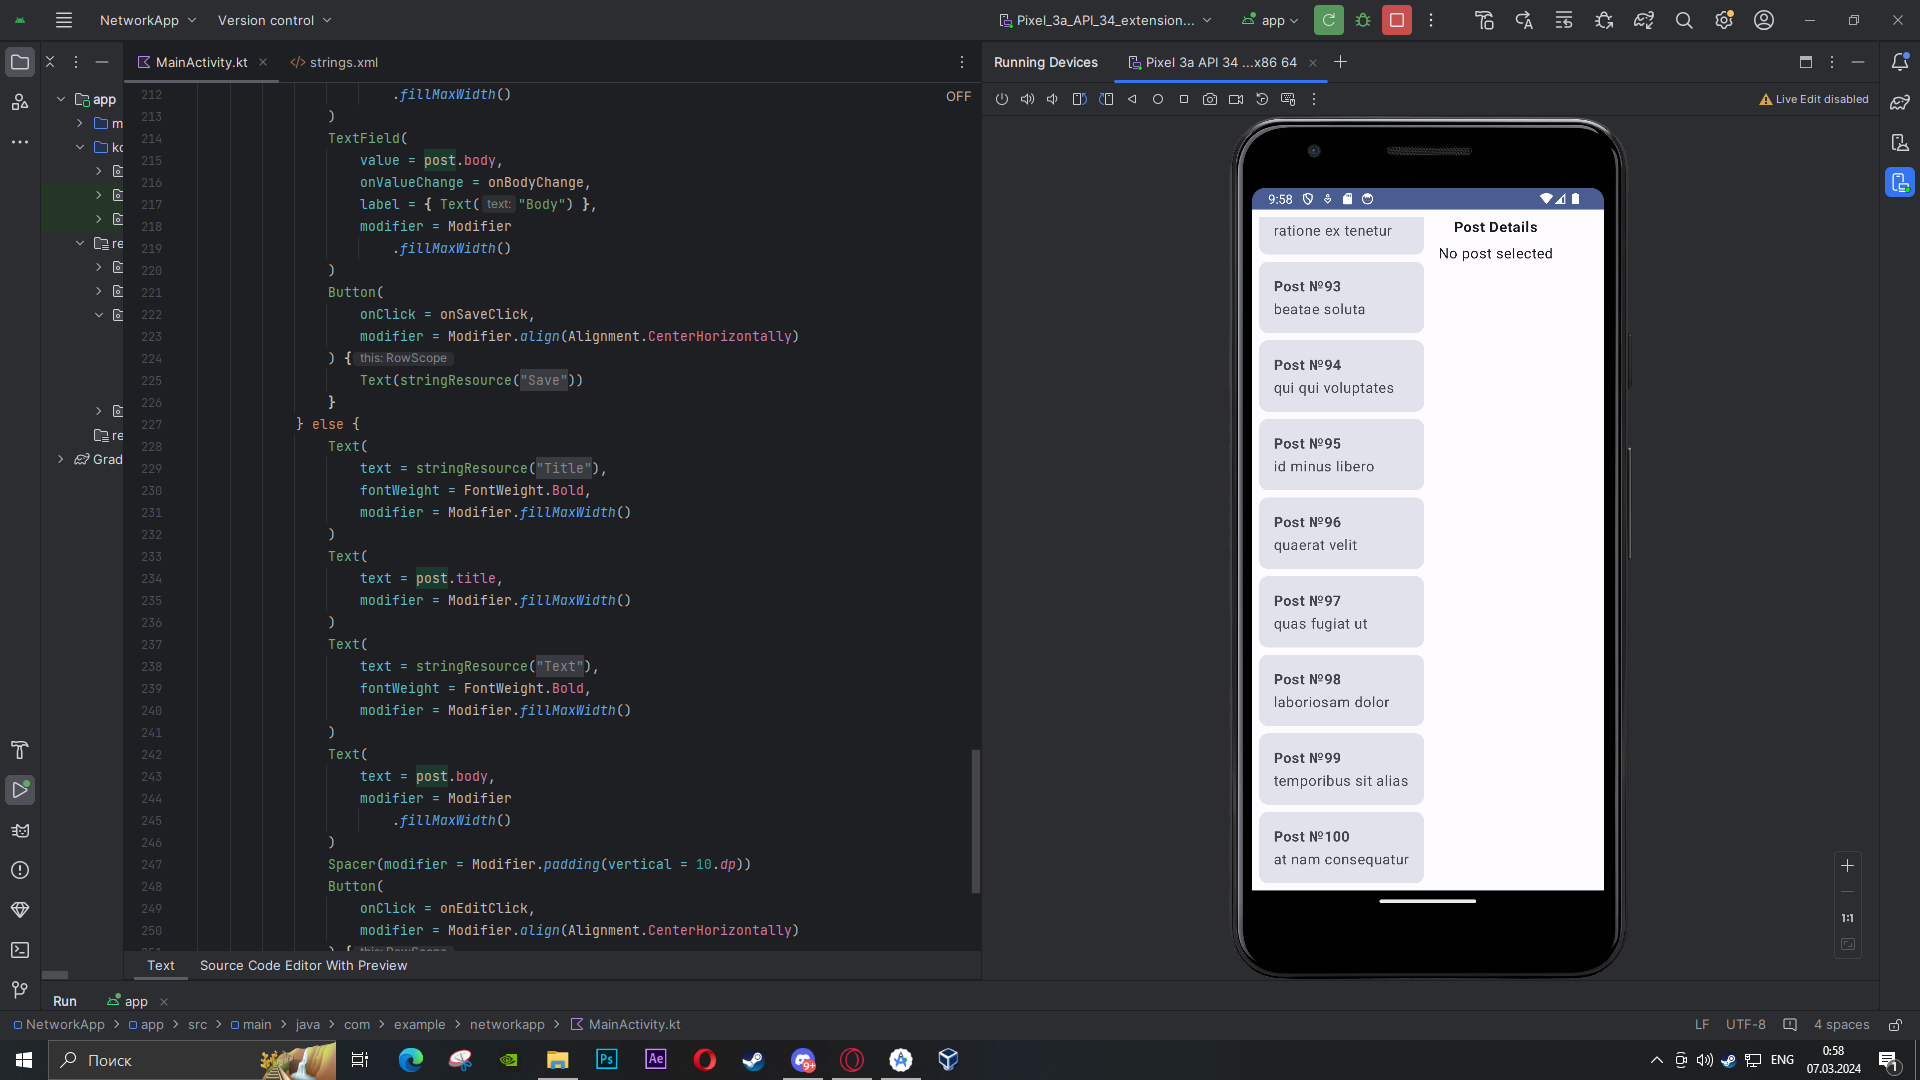 NetworkApp
Version control
Pixel_3a_API_34_extension...
app
MainActivity.kt
strings.xml
Running Devices
Pixel 3a API 34 ...x86 64
Live Edit disabled
OFF
app
m
ko
re
re
Grad
212 .fillMaxWidth()
213 )
214 TextField(
215 value = post.body,
216 onValueChange = onBodyChange,
217 label = { Text( text: "Body") },
218 modifier = Modifier
219 .fillMaxWidth()
220 )
221 Button(
222 onClick = onSaveClick,
223 modifier = Modifier.align(Alignment.CenterHorizontally)
224 ) { this: RowScope
225 Text(stringResource("Save"))
226 }
227 } else {
228 Text(
229 text = stringResource("Title"),
230 fontWeight = FontWeight.Bold,
231 modifier = Modifier.fillMaxWidth()
232 )
233 Text(
234 text = post.title,
235 modifier = Modifier.fillMaxWidth()
236 )
237 Text(
238 text = stringResource("Text"),
239 fontWeight = FontWeight.Bold,
240 modifier = Modifier.fillMaxWidth()
241 )
242 Text(
243 text = post.body,
244 modifier = Modifier
245 .fillMaxWidth()
246 )
247 Spacer(modifier = Modifier.padding(vertical = 10.dp))
248 Button(
249 onClick = onEditClick,
250 modifier = Modifier.align(Alignment.CenterHorizontally)
251 ) { this: RowScope
Text
Source Code Editor With Preview
9:58
ratione ex tenetur
Post №93
beatae soluta
Post №94
qui qui voluptates
Post №95
id minus libero
Post №96
quaerat velit
Post №97
quas fugiat ut
Post №98
laboriosam dolor
Post №99
temporibus sit alias
Post №100
at nam consequatur
Post Details
No post selected
1:1
Run
app
NetworkApp > app > src > main > java > com > example > networkapp > MainActivity.kt
LF
UTF-8
4 spaces
Поиск
Ps
Ae
9+
ENG
0:58
07.03.2024
1